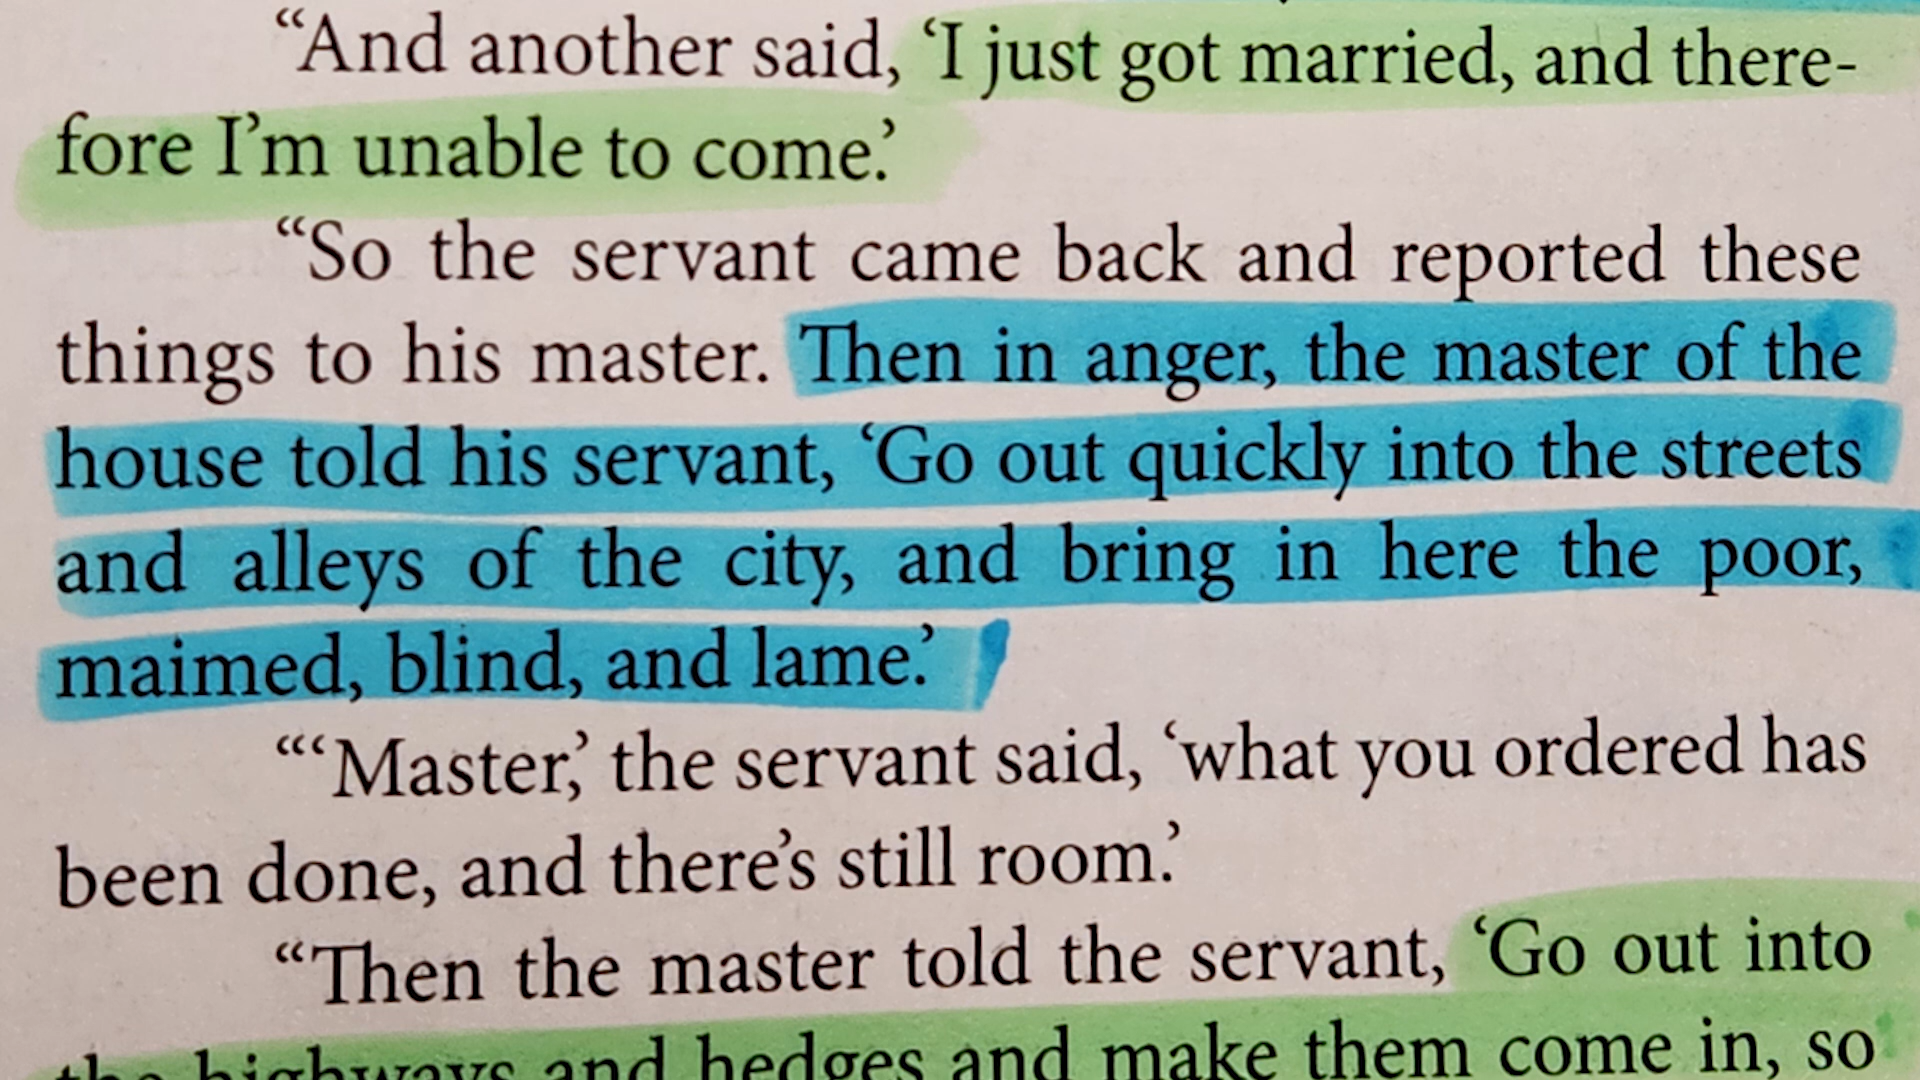 “And another said, ‘I just got married, and there-
fore I’m unable to come.’
“So the servant came back and reported these
things to his master. Then in anger, the master of the
house told his servant, ‘Go out quickly into the streets
and alleys of the city, and bring in here the poor,
maimed, blind, and lame.’
“‘Master,’ the servant said, ‘what you ordered has
been done, and there’s still room.’
“Then the master told the servant, ‘Go out into
the highways and hedges and make them come in, so